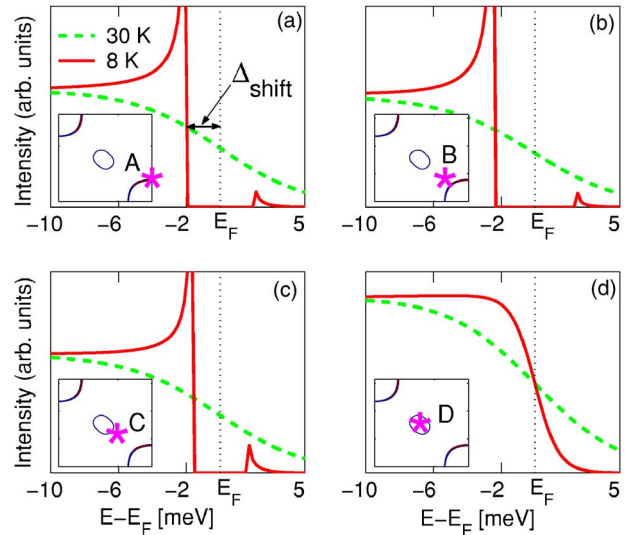 (a)
30 K
8 K
Δshift
A
Intensity (arb. units)
−10 −6 −2 EF 5
(b)
B
−10 −6 −2 EF 5
(c)
C
Intensity (arb. units)
−10 −6 −2 EF 5
E−EF [meV]
(d)
D
−10 −6 −2 EF 5
E−EF [meV]